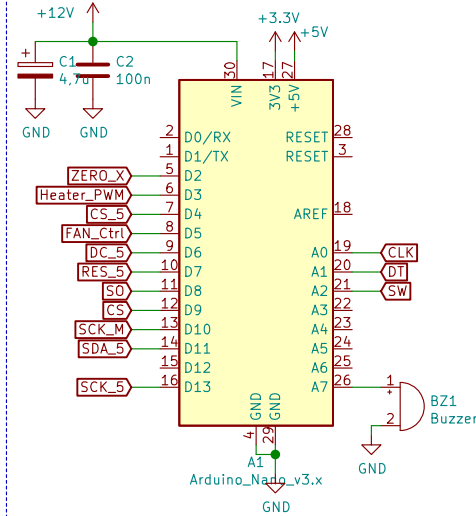 +12V
+3.3V
+5V
C1
4,7u
C2
100n
GND
GND
30
17
27
VIN
3V3
+5V
2 D0/RX
RESET 28
1 D1/TX
RESET 3
ZERO_X 5 D2
Heater_PWM 6 D3
CS_5 7 D4
AREF 18
FAN_Ctrl 8 D5
DC_5 9 D6
A0 19 CLK
RES_5 10 D7
A1 20 DT
SO 11 D8
A2 21 SW
CS 12 D9
A3 22
SCK_M 13 D10
A4 23
SDA_5 14 D11
A5 24
15 D12
A6 25
SCK_5 16 D13
A7 26
1
+
2
BZ1
Buzzer
GND
GND
GND
4
29
A1
Arduino_Nano_v3.x
GND